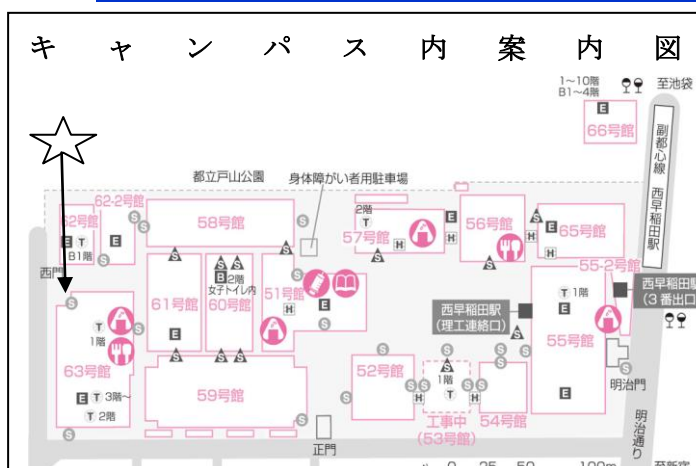 キャンパス内案内図
1～10階
B1～4階
E
至池袋
66号館
副都心線 西早稲田駅
都立戸山公園
身体障がい者用駐車場
62-2号館
62号館
E T
B1階
E
S
58号館
S
2階
T
57号館
H
E
H
56号館
S
E
H
65号館
西門
S
61号館
E
S S
B 2階
女子トイレ内
60号館
S
51号館
H
E
55-2号館
西早稲田駅
(3番出口)
西早稲田駅
(理工連絡口)
T 1階
E
55号館
E
T
1階
63号館
E T 3階～
T 2階
S
59号館
52号館
S
1階
T
工事中
(53号館)
H
54号館
明治門
明治通り
正門
0 25 50 100m
至新宿